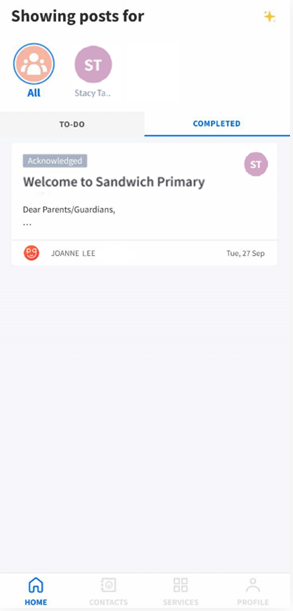 Showing posts for
ST
All
Stacy Ta..
TO-DO
COMPLETED
Acknowledged
ST
Welcome to Sandwich Primary
Dear Parents/Guardians,
...
JOANNE LEE
Tue, 27 Sep
HOME
CONTACTS
SERVICES
PROFILE